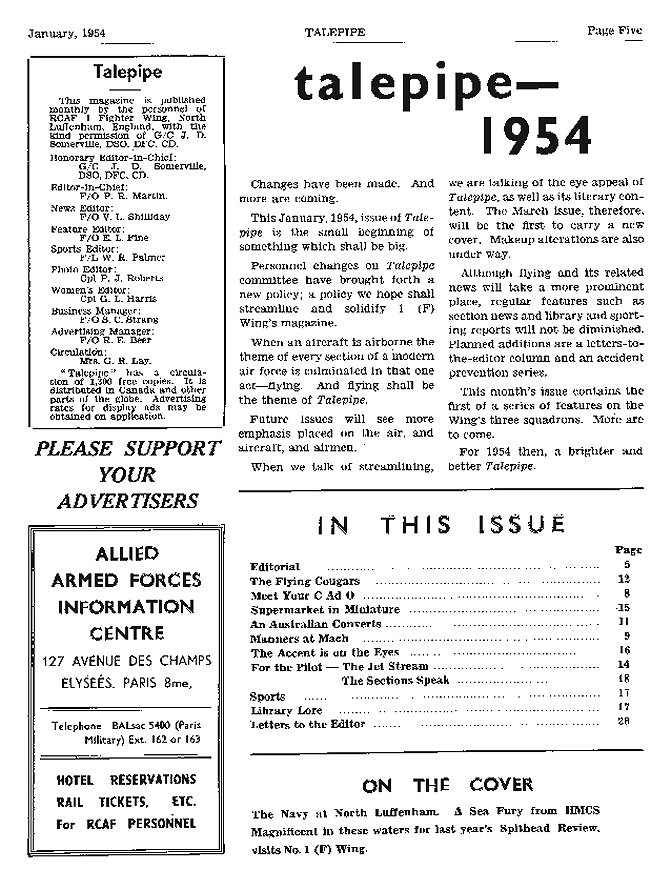 January, 1954
TALEPIPE
Page Five
Talepipe
This magazine is published
monthly by the personnel of
RCAF 1 Fighter Wing, North
Luffenham, England, with the
kind permission of G/C J. D.
Somerville, DSO, DFC, CD.
Honorary Editor-in-Chief:
G/C J. D. Somerville,
DSO, DFC, CD.
Editor-in-Chief:
F/O P. R. Martin.
News Editor:
F/O V. L. Shilliday
Feature Editor:
F/O E. L. Fine
Sports Editor:
F/L W. R. Palmer
Photo Editor:
Cpl P. J. Roberts
Women's Editor:
Cpl G. L. Harris
Business Manager:
F/O S. C. Strang
Advertising Manager:
F/O R. E. Beer
Circulation:
Mrs. G. R. Lay.
"Talepipe" has a circula-
tion of 1,300 free copies. It is
distributed in Canada and other
parts of the globe. Advertising
rates for display ads may be
obtained on application.
PLEASE SUPPORT
YOUR
ADVERTISERS
ALLIED
ARMED FORCES
INFORMATION
CENTRE
127 AVENUE DES CHAMPS
ELYSÉES, PARIS 8me,
Telephone BALsac 5400 (Paris
Military) Ext. 162 or 163
HOTEL RESERVATIONS
RAIL TICKETS, ETC.
For RCAF PERSONNEL
talepipe—
1954
Changes have been made. And
more are coming.
This January, 1954, issue of Tale-
pipe is the small beginning of
something which shall be big.
Personnel changes on Talepipe
committee have brought forth a
new policy; a policy we hope shall
streamline and solidify 1 (F)
Wing's magazine.
When an aircraft is airborne the
theme of every section of a modern
air force is culminated in that one
act—flying. And flying shall be
the theme of Talepipe.
Future issues will see more
emphasis placed on the air, and
aircraft, and airmen.
When we talk of streamlining,
we are talking of the eye appeal of
Talepipe, as well as its literary con-
tent. The March issue, therefore,
will be the first to carry a new
cover. Makeup alterations are also
under way.
Although flying and its related
news will take a more prominent
place, regular features such as
section news and library and sport-
ing reports will not be diminished.
Planned additions are a letters-to-
the-editor column and an accident
prevention series.
This month's issue contains the
first of a series of features on the
Wing's three squadrons. More are
to come.
For 1954 then, a brighter and
better Talepipe.
IN THIS ISSUE
Page
Editorial 5
The Flying Cougars 12
Meet Your C Ad O 8
Supermarket in Miniature 15
An Australian Converts 11
Manners at Mach 9
The Accent is on the Eyes 16
For the Pilot — The Jet Stream 14
The Sections Speak 18
Sports 17
Library Lore 17
Letters to the Editor 20
ON THE COVER
The Navy at North Luffenham. A Sea Fury from HMCS
Magnificent in these waters for last year's Spithead Review,
visits No. 1 (F) Wing.